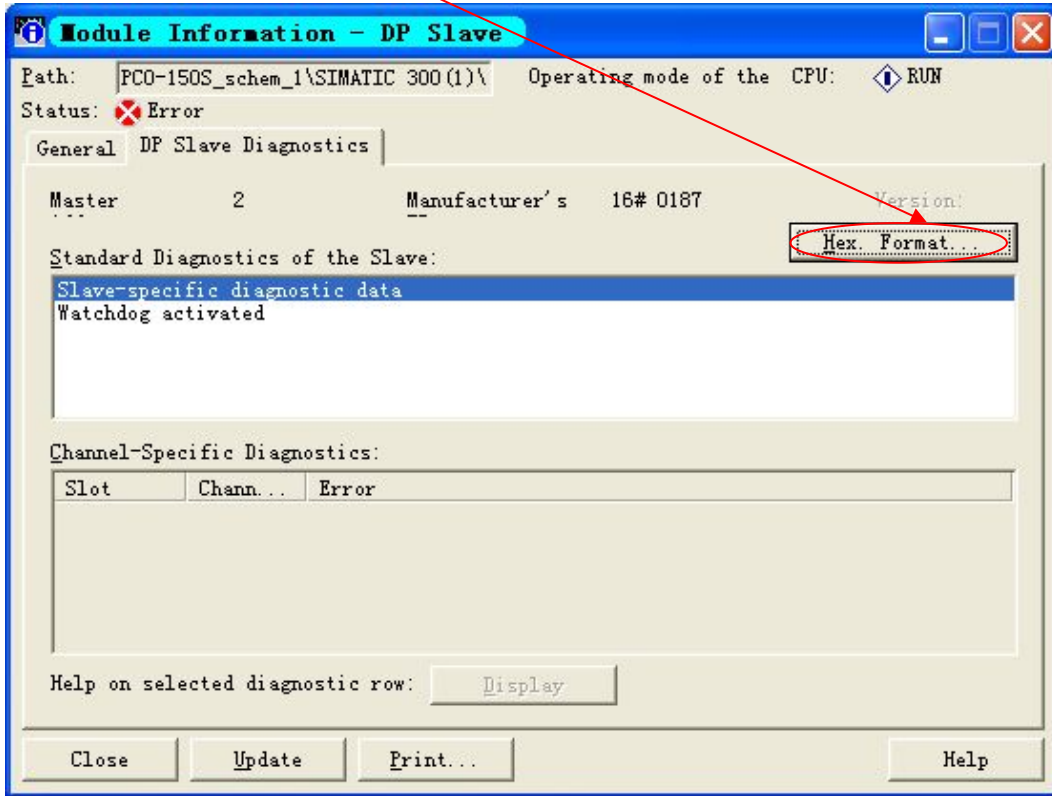 Module Information - DP Slave
Path: PCO-150S_schem_1\SIMATIC 300(1)\ Operating mode of the CPU: RUN
Status: Error
General DP Slave Diagnostics
Master 2 Manufacturer's 16# 0187 Version:
Hex. Format...
Standard Diagnostics of the Slave:
Slave-specific diagnostic data
Watchdog activated
Channel-Specific Diagnostics:
Slot Chann... Error
Help on selected diagnostic row: Display
Close Update Print... Help